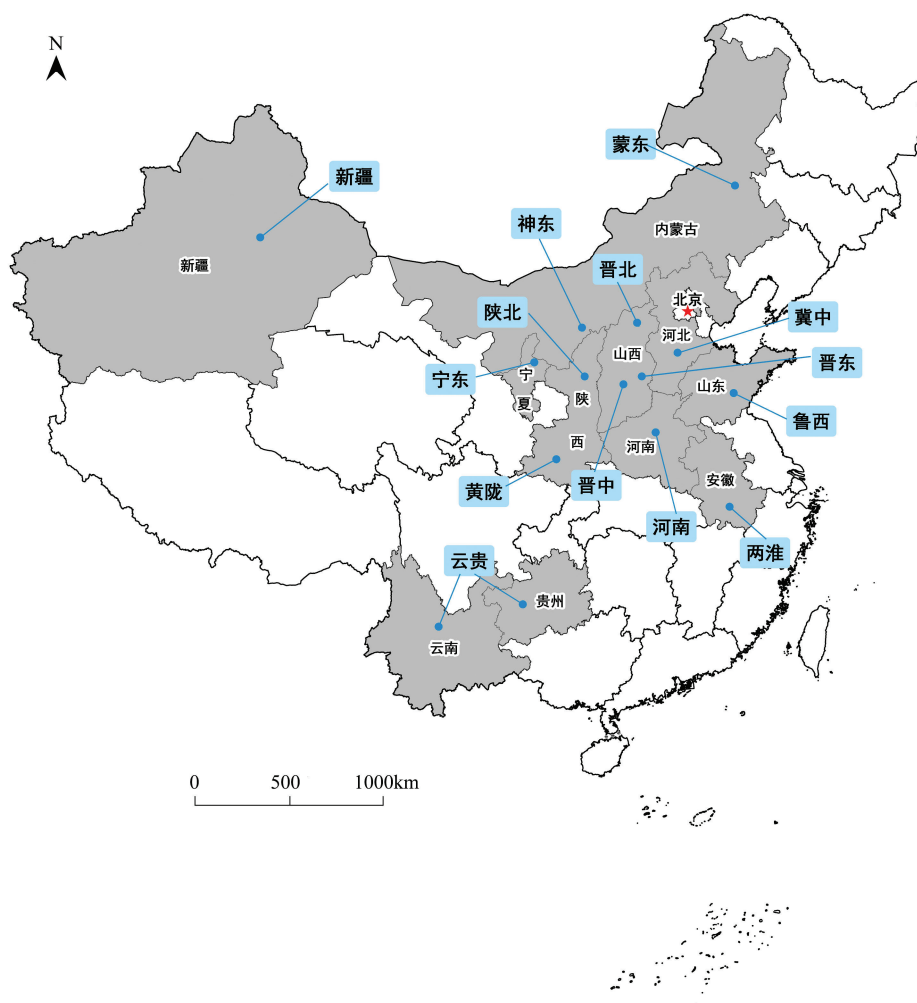 N
蒙东
新疆
神东
内蒙古
晋北
新疆
北京
陕北
冀中
河北
山西
晋东
宁东
宁
山东
夏
陕
鲁西
西
河南
安徽
黄陇
晋中
河南
两淮
云贵
贵州
云南
0
500
1000km